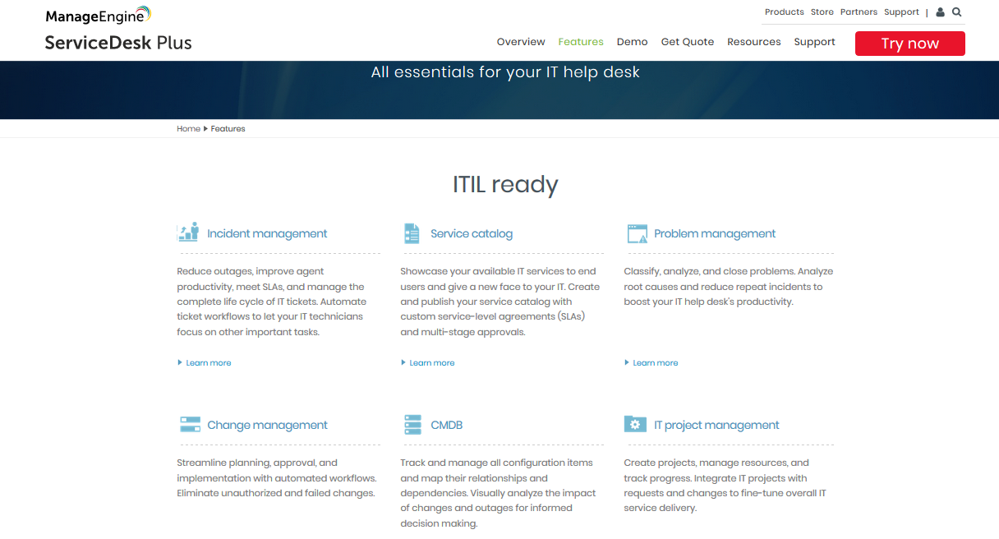 ManageEngine
Products Store Partners Support |
ServiceDesk Plus
Overview Features Demo Get Quote Resources Support Try now
All essentials for your IT help desk
Home Features
ITIL ready
Incident management
Reduce outages, improve agent
productivity, meet SLAs, and manage the
complete life cycle of IT tickets. Automate
ticket workflows to let your IT technicians
focus on other important tasks.
Learn more
Service catalog
Showcase your available IT services to end
users and give a new face to your IT. Create
and publish your service catalog with
custom service-level agreements (SLAs)
and multi-stage approvals.
Learn more
Problem management
Classify, analyze, and close problems. Analyze
root causes and reduce repeat incidents to
boost your IT help desk's productivity.
Learn more
Change management
Streamline planning, approval, and
implementation with automated workflows.
Eliminate unauthorized and failed changes.
CMDB
Track and manage all configuration items
and map their relationships and
dependencies. Visually analyze the impact
of changes and outages for informed
decision making.
IT project management
Create projects, manage resources, and
track progress. Integrate IT projects with
requests and changes to fine-tune overall IT
service delivery.